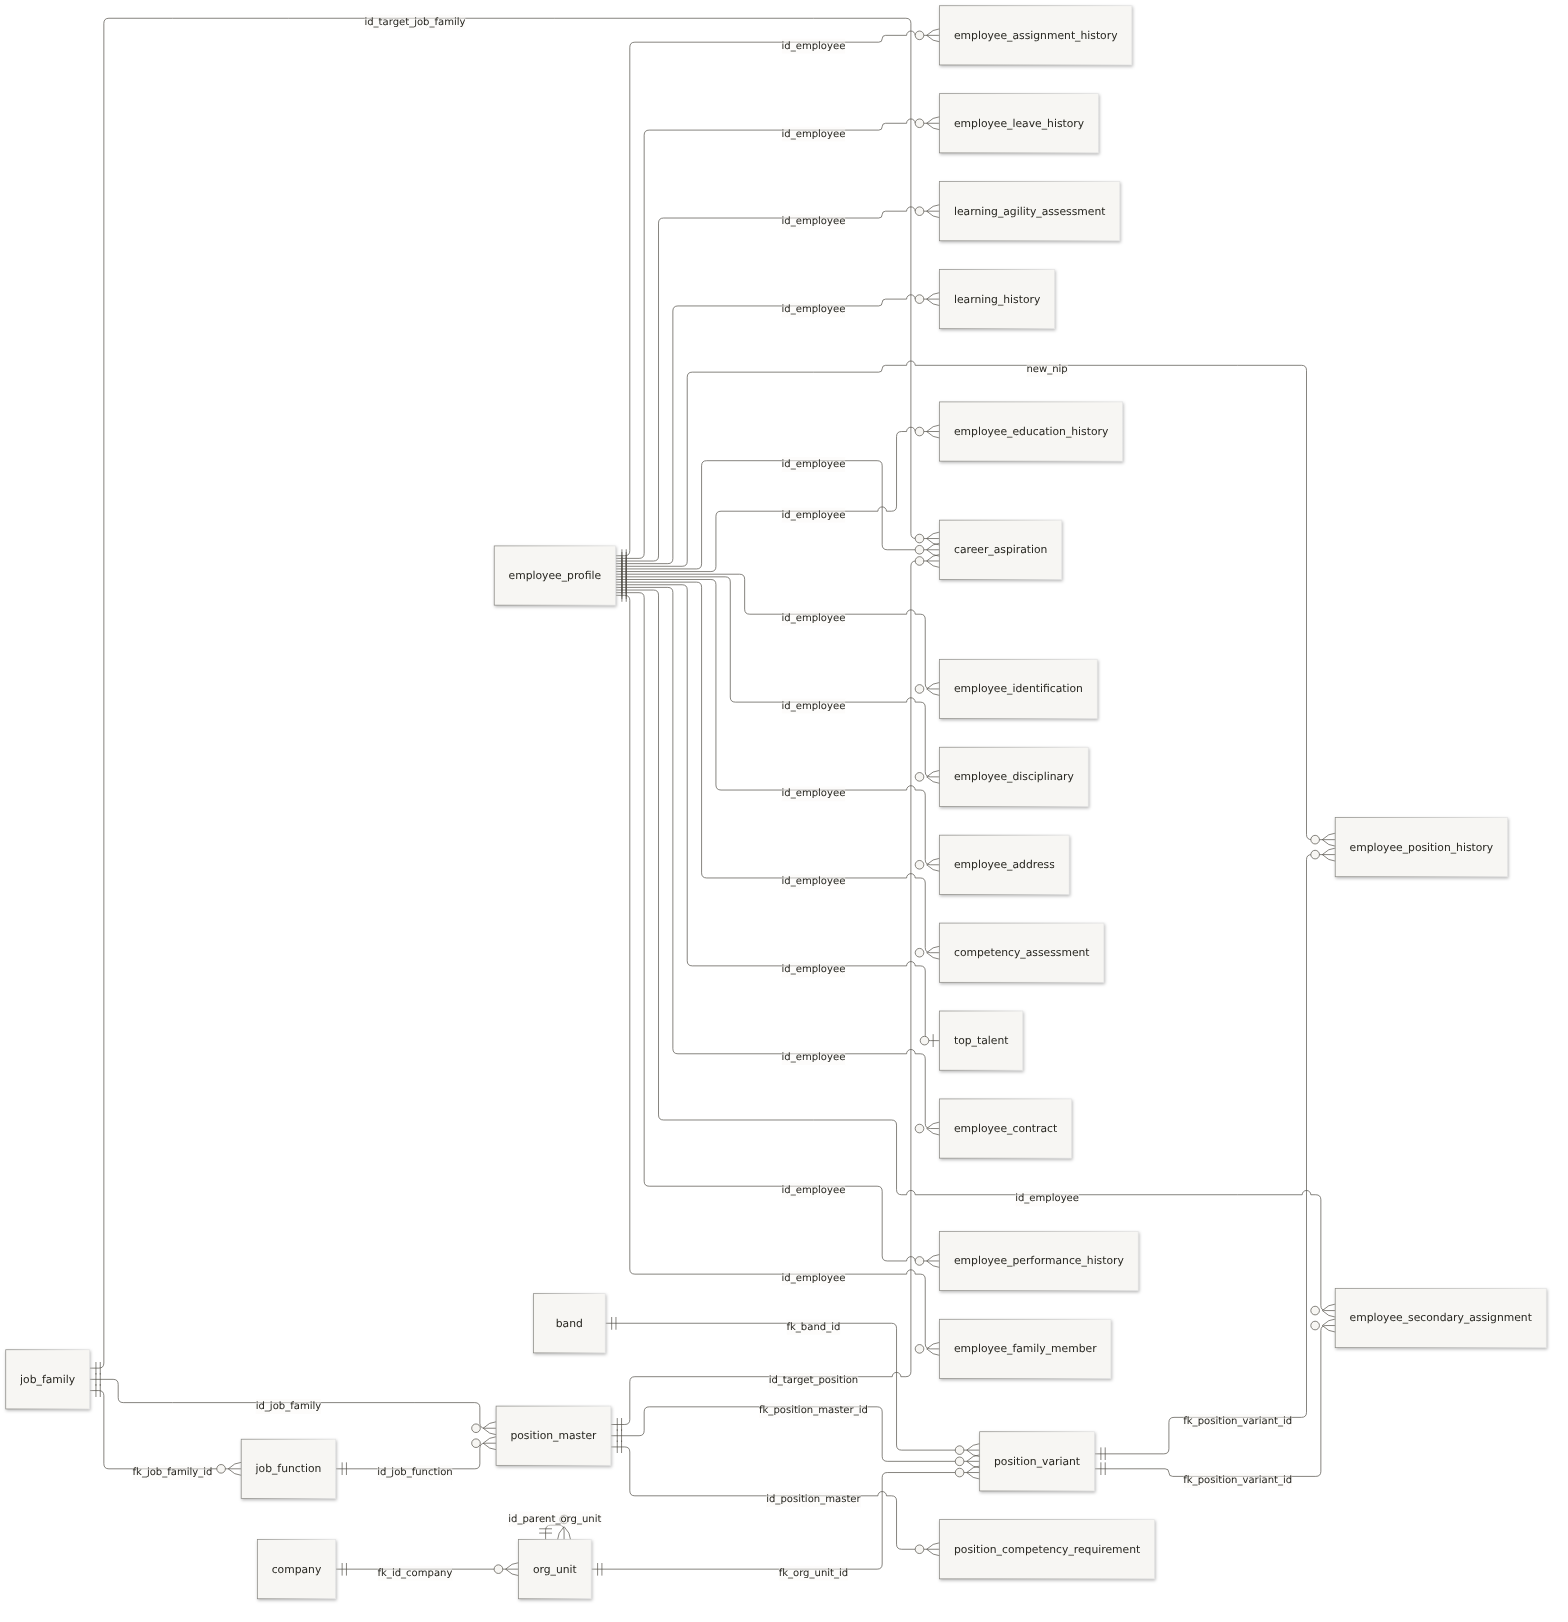 id_target_job_family
employee_assignment_history
id_employee
employee_leave_history
id_employee
learning_agility_assessment
id_employee
learning_history
id_employee
new_nip
employee_education_history
id_employee
id_employee
career_aspiration
employee_profile
id_employee
employee_identification
id_employee
employee_disciplinary
id_employee
employee_position_history
employee_address
id_employee
competency_assessment
id_employee
top_talent
id_employee
employee_contract
id_employee
id_employee
employee_performance_history
id_employee
employee_secondary_assignment
band
fk_band_id
employee_family_member
job_family
id_target_position
id_job_family
fk_position_master_id
fk_position_variant_id
position_master
position_variant
job_function
fk_job_family_id
id_job_function
fk_position_variant_id
id_position_master
id_parent_org_unit
position_competency_requirement
company
org_unit
fk_id_company
fk_org_unit_id